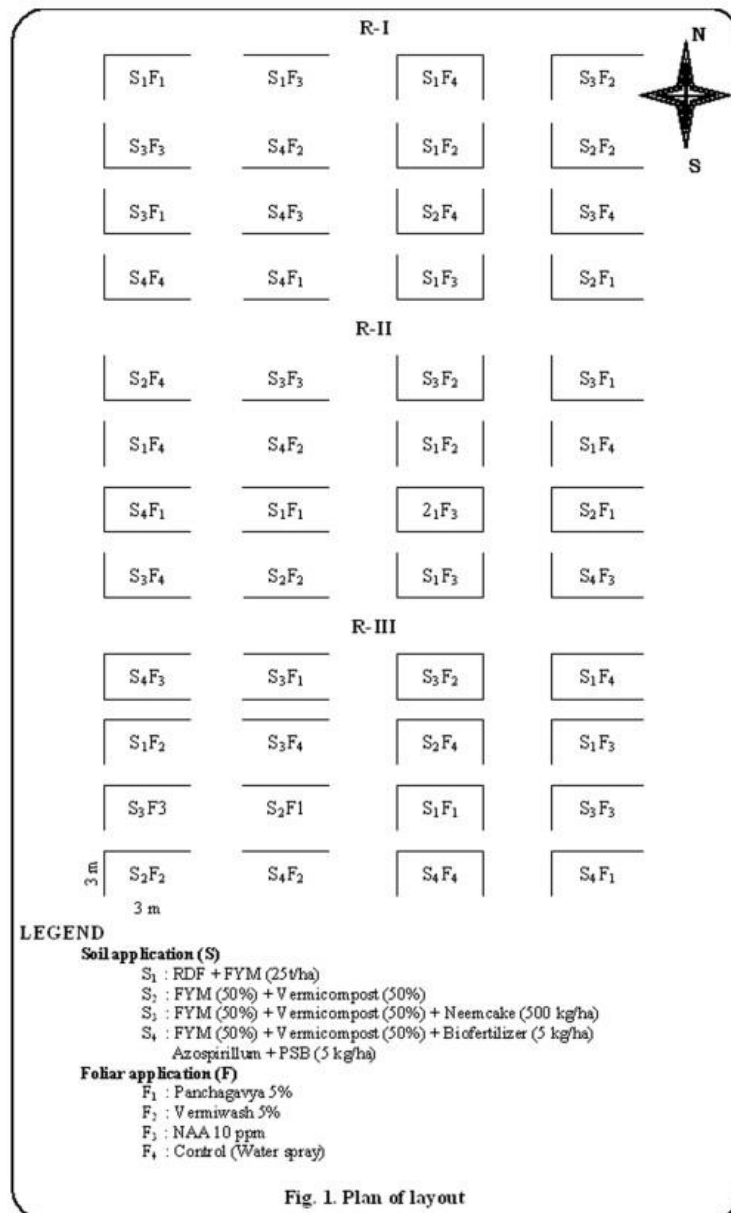 R-I
N
S₁F₁ S₁F₃ S₁F₄ S₃F₂
S₃F₃ S₄F₂ S₁F₂ S₂F₂
S
S₃F₁ S₄F₃ S₂F₄ S₃F₄
S₄F₄ S₄F₁ S₁F₃ S₂F₁
R-II
S₂F₄ S₃F₃ S₃F₂ S₃F₁
S₁F₄ S₄F₂ S₁F₂ S₁F₄
S₄F₁ S₁F₁ 2₁F₃ S₂F₁
S₃F₄ S₂F₂ S₁F₃ S₄F₃
R-III
S₄F₃ S₃F₁ S₃F₂ S₁F₄
S₁F₂ S₃F₄ S₂F₄ S₁F₃
S₃F3 S₂F1 S₁F₁ S₃F₃
3 m S₂F₂ S₄F₂ S₄F₄ S₄F₁
3 m
LEGEND
Soil application (S)
S₁ : RDF + FYM (25t/ha)
S₂ : FYM (50%) + Vermicompost (50%)
S₃ : FYM (50%) + Vermicompost (50%) + Neemcake (500 kg/ha)
S₄ : FYM (50%) + Vermicompost (50%) + Biofertilizer (5 kg/ha)
Azospirillum + PSB (5 kg/ha)
Foliar application (F)
F₁ : Panchagavya 5%
F₂ : Vermiwash 5%
F₃ : NAA 10 ppm
F₄ : Control (Water spray)
Fig. 1. Plan of layout